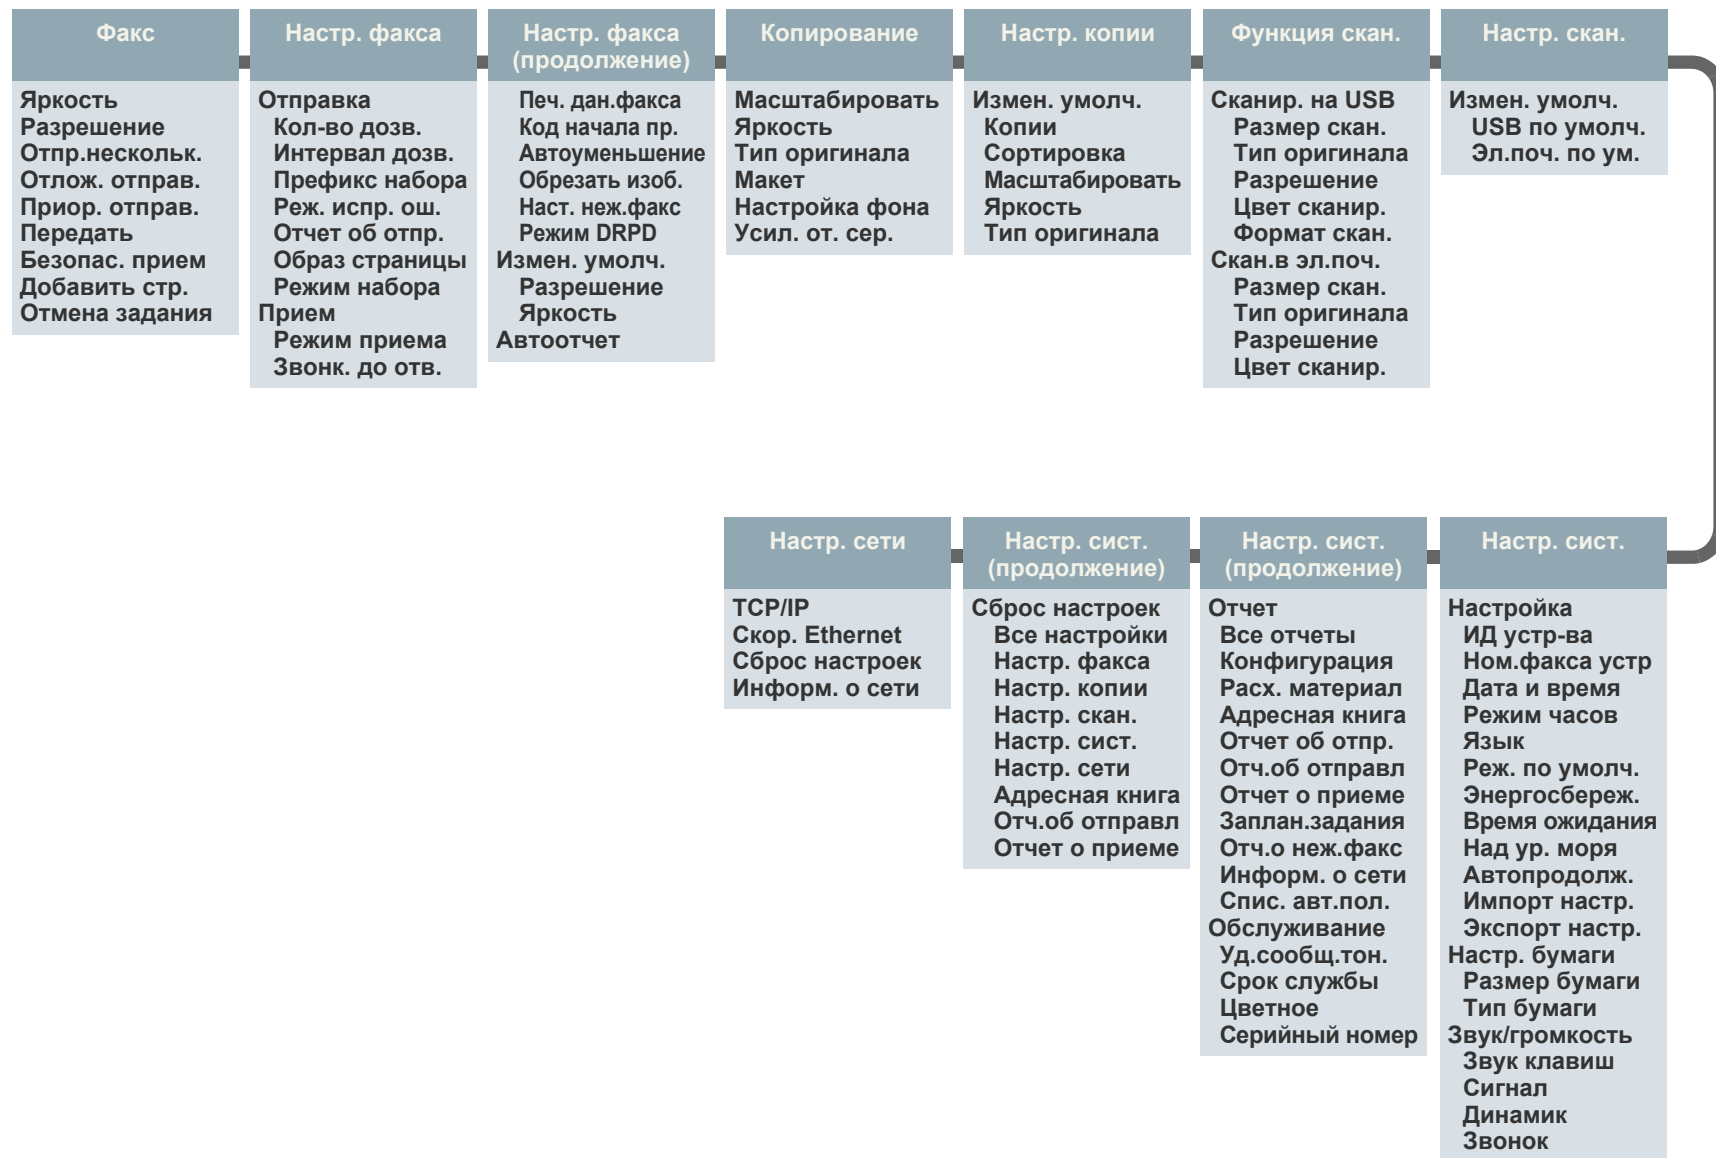 Факс
Яркость
Разрешение
Отпр.нескольк.
Отлож. отправ.
Приор. отправ.
Передать
Безопас. прием
Добавить стр.
Отмена задания
Настр. факса
Отправка
Кол-во дозв.
Интервал дозв.
Префикс набора
Реж. испр. ош.
Отчет об отпр.
Образ страницы
Режим набора
Прием
Режим приема
Звонк. до отв.
Настр. факса
(продолжение)
Печ. дан.факса
Код начала пр.
Автоуменьшение
Обрезать изоб.
Наст. неж.факс
Режим DRPD
Измен. умолч.
Разрешение
Яркость
Автоотчет
Копирование
Масштабировать
Яркость
Тип оригинала
Макет
Настройка фона
Усил. от. сер.
Настр. копии
Измен. умолч.
Копии
Сортировка
Масштабировать
Яркость
Тип оригинала
Функция скан.
Сканир. на USB
Размер скан.
Тип оригинала
Разрешение
Цвет сканир.
Формат скан.
Скан.в эл.поч.
Размер скан.
Тип оригинала
Разрешение
Цвет сканир.
Настр. скан.
Измен. умолч.
USB по умолч.
Эл.поч. по ум.
Настр. сети
TCP/IP
Скор. Ethernet
Сброс настроек
Информ. о сети
Настр. сист.
(продолжение)
Сброс настроек
Все настройки
Настр. факса
Настр. копии
Настр. скан.
Настр. сист.
Настр. сети
Адресная книга
Отч.об отправл
Отчет о приеме
Настр. сист.
(продолжение)
Отчет
Все отчеты
Конфигурация
Расх. материал
Адресная книга
Отчет об отпр.
Отч.об отправл
Отчет о приеме
Заплан.задания
Отч.о неж.факс
Информ. о сети
Спис. авт.пол.
Обслуживание
Уд.сообщ.тон.
Срок службы
Цветное
Серийный номер
Настр. сист.
Настройка
ИД устр-ва
Ном.факса устр
Дата и время
Режим часов
Язык
Реж. по умолч.
Энергосбереж.
Время ожидания
Над ур. моря
Автопродолж.
Импорт настр.
Экспорт настр.
Настр. бумаги
Размер бумаги
Тип бумаги
Звук/громкость
Звук клавиш
Сигнал
Динамик
Звонок